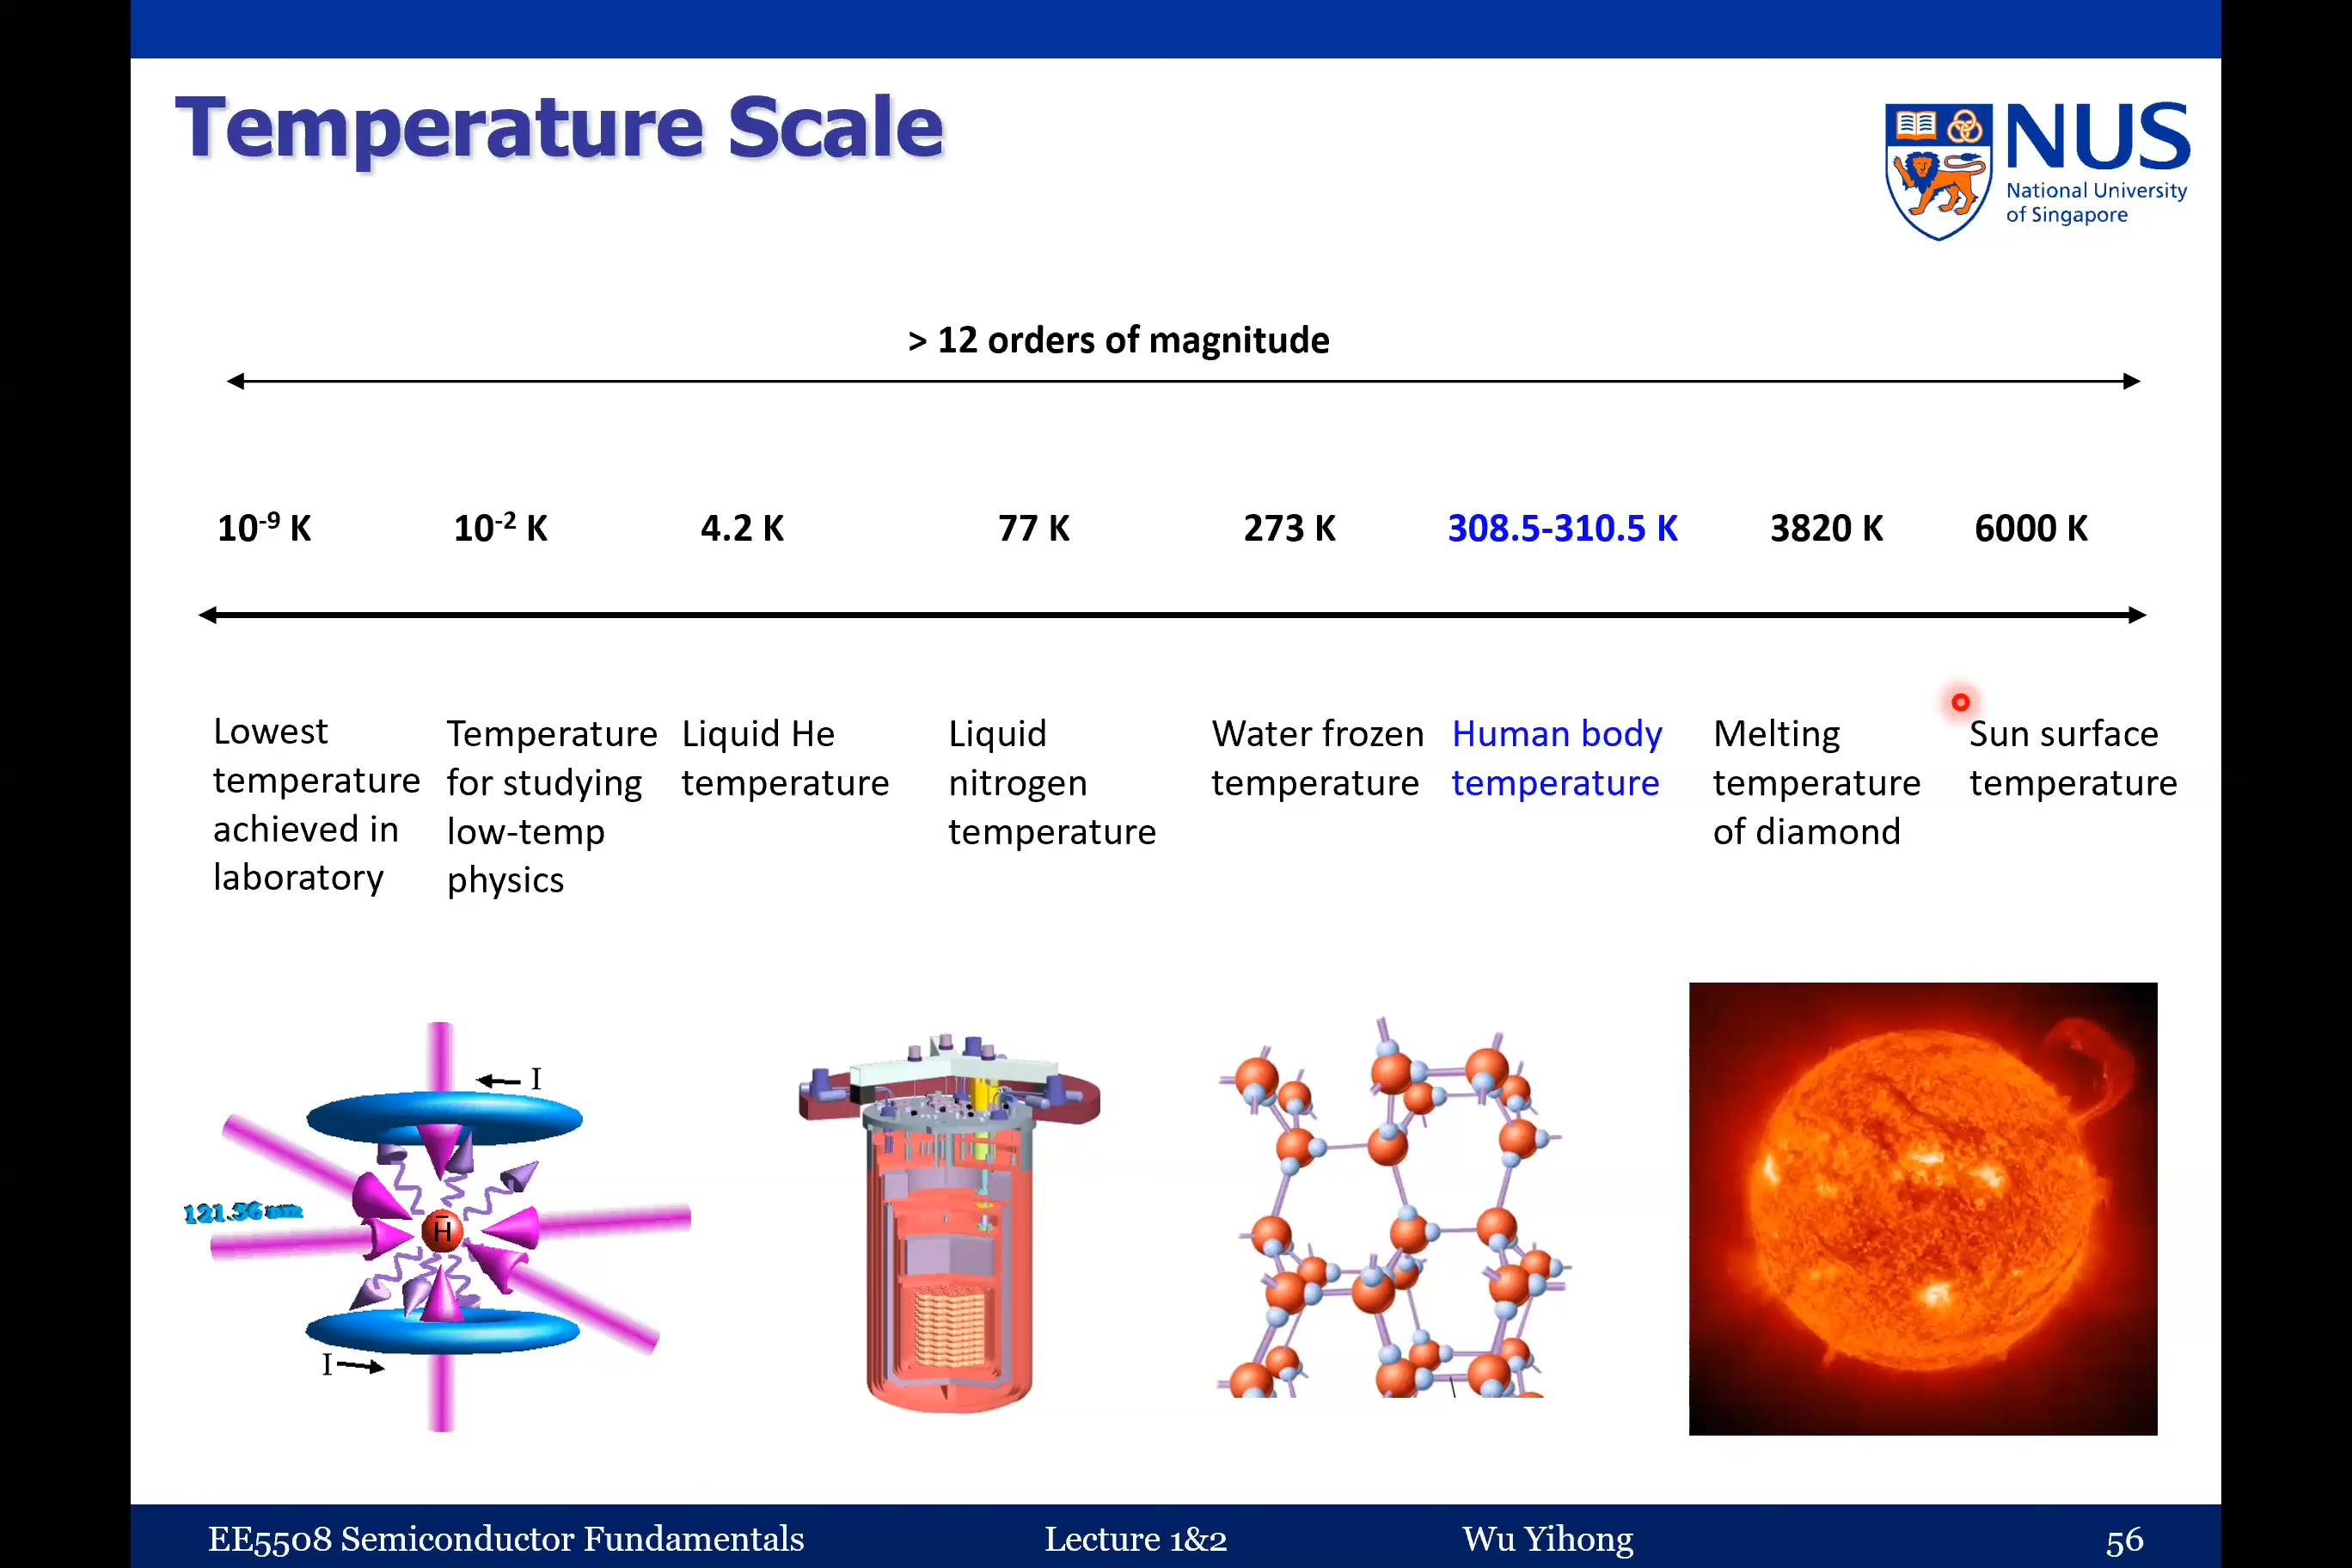 Temperature Scale
NUS
National University
of Singapore
> 12 orders of magnitude
10-9 K 10-2 K 4.2 K 77 K 273 K 308.5-310.5 K 3820 K 6000 K
Lowest
temperature
achieved in
laboratory
Temperature
for studying
low-temp
physics
Liquid He
temperature
Liquid
nitrogen
temperature
Water frozen
temperature
Human body
temperature
Melting
temperature
of diamond
Sun surface
temperature
I
121.56 nm
H̄
I
EE5508 Semiconductor Fundamentals Lecture 1&2 Wu Yihong 56